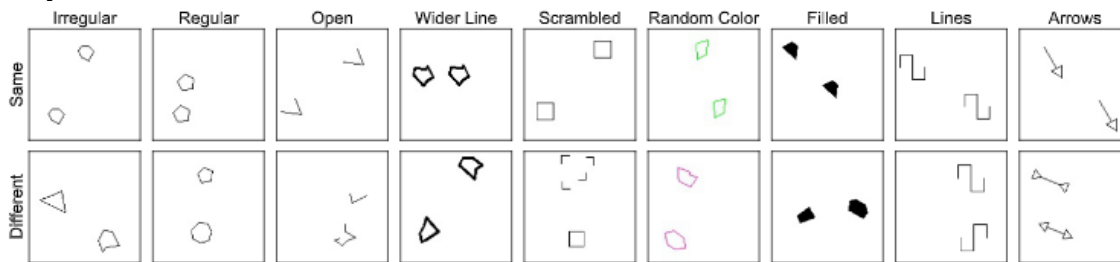 Irregular Regular Open Wider Line Scrambled Random Color Filled Lines Arrows
Same
Different